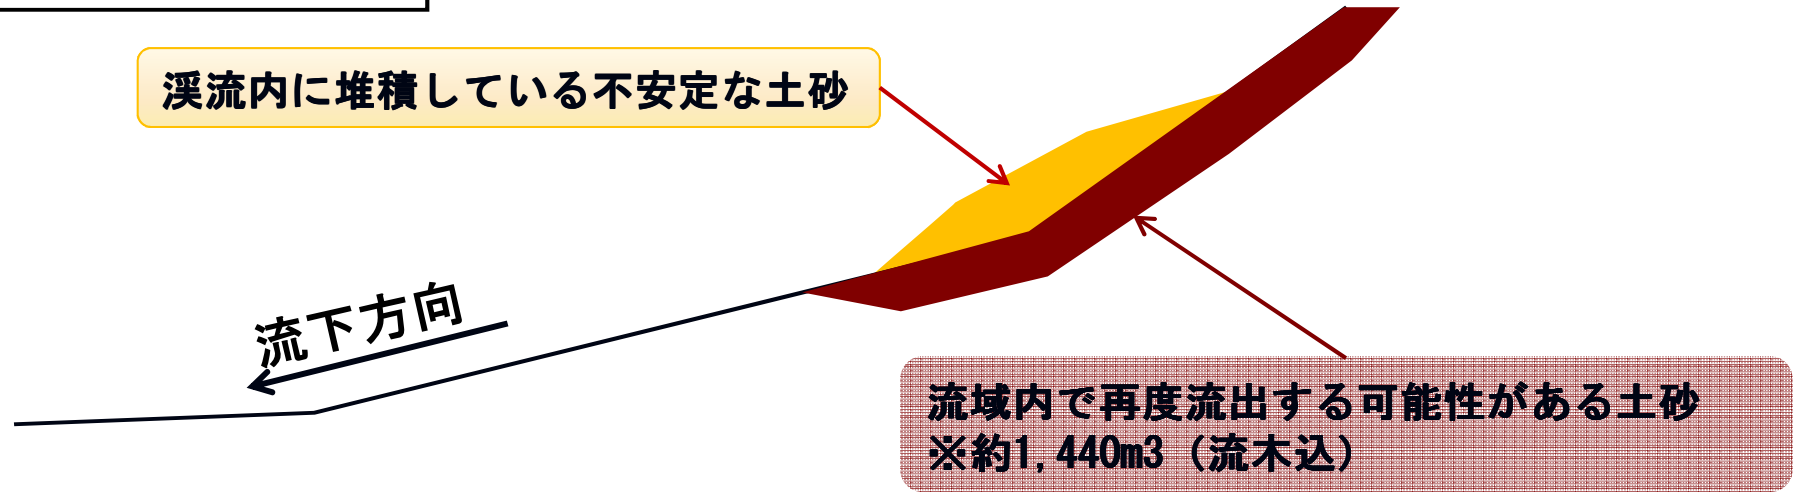 渓流内に堆積している不安定な土砂
流下方向
流域内で再度流出する可能性がある土砂
※約1,440m3（流木込）